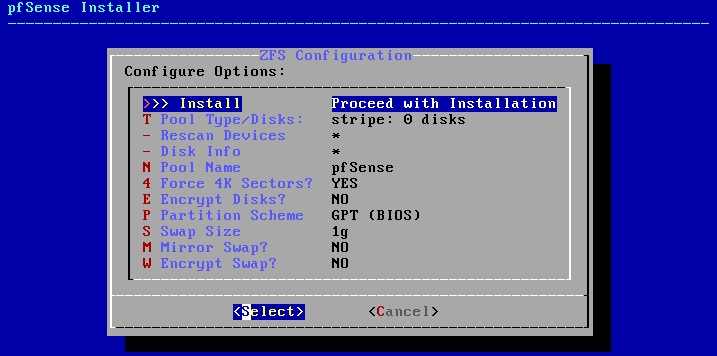 pfSense Installer
ZFS Configuration
Configure Options:
>>> Install Proceed with Installation
T Pool Type/Disks: stripe: 0 disks
- Rescan Devices *
- Disk Info *
N Pool Name pfSense
4 Force 4K Sectors? YES
E Encrypt Disks? NO
P Partition Scheme GPT (BIOS)
S Swap Size 1g
M Mirror Swap? NO
W Encrypt Swap? NO
<Select> <Cancel>